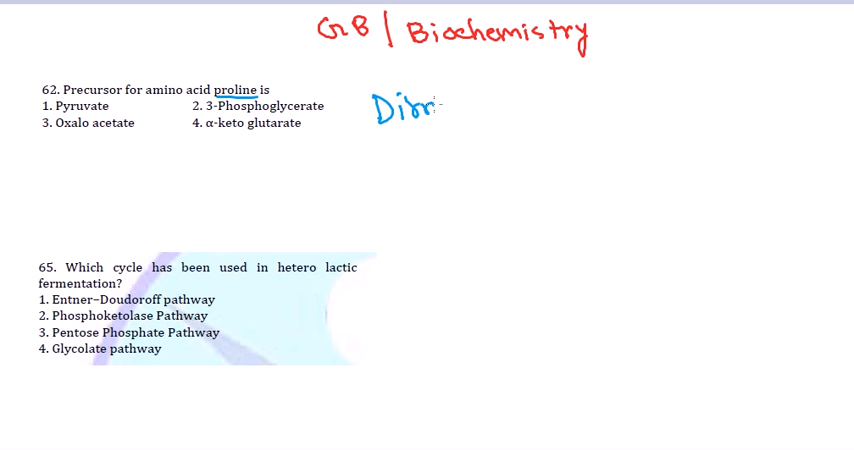 GB | Biochemistry
62. Precursor for amino acid proline is
1. Pyruvate 2. 3-Phosphoglycerate
3. Oxalo acetate 4. α-keto glutarate
65. Which cycle has been used in hetero lactic
fermentation?
1. Entner–Doudoroff pathway
2. Phosphoketolase Pathway
3. Pentose Phosphate Pathway
4. Glycolate pathway